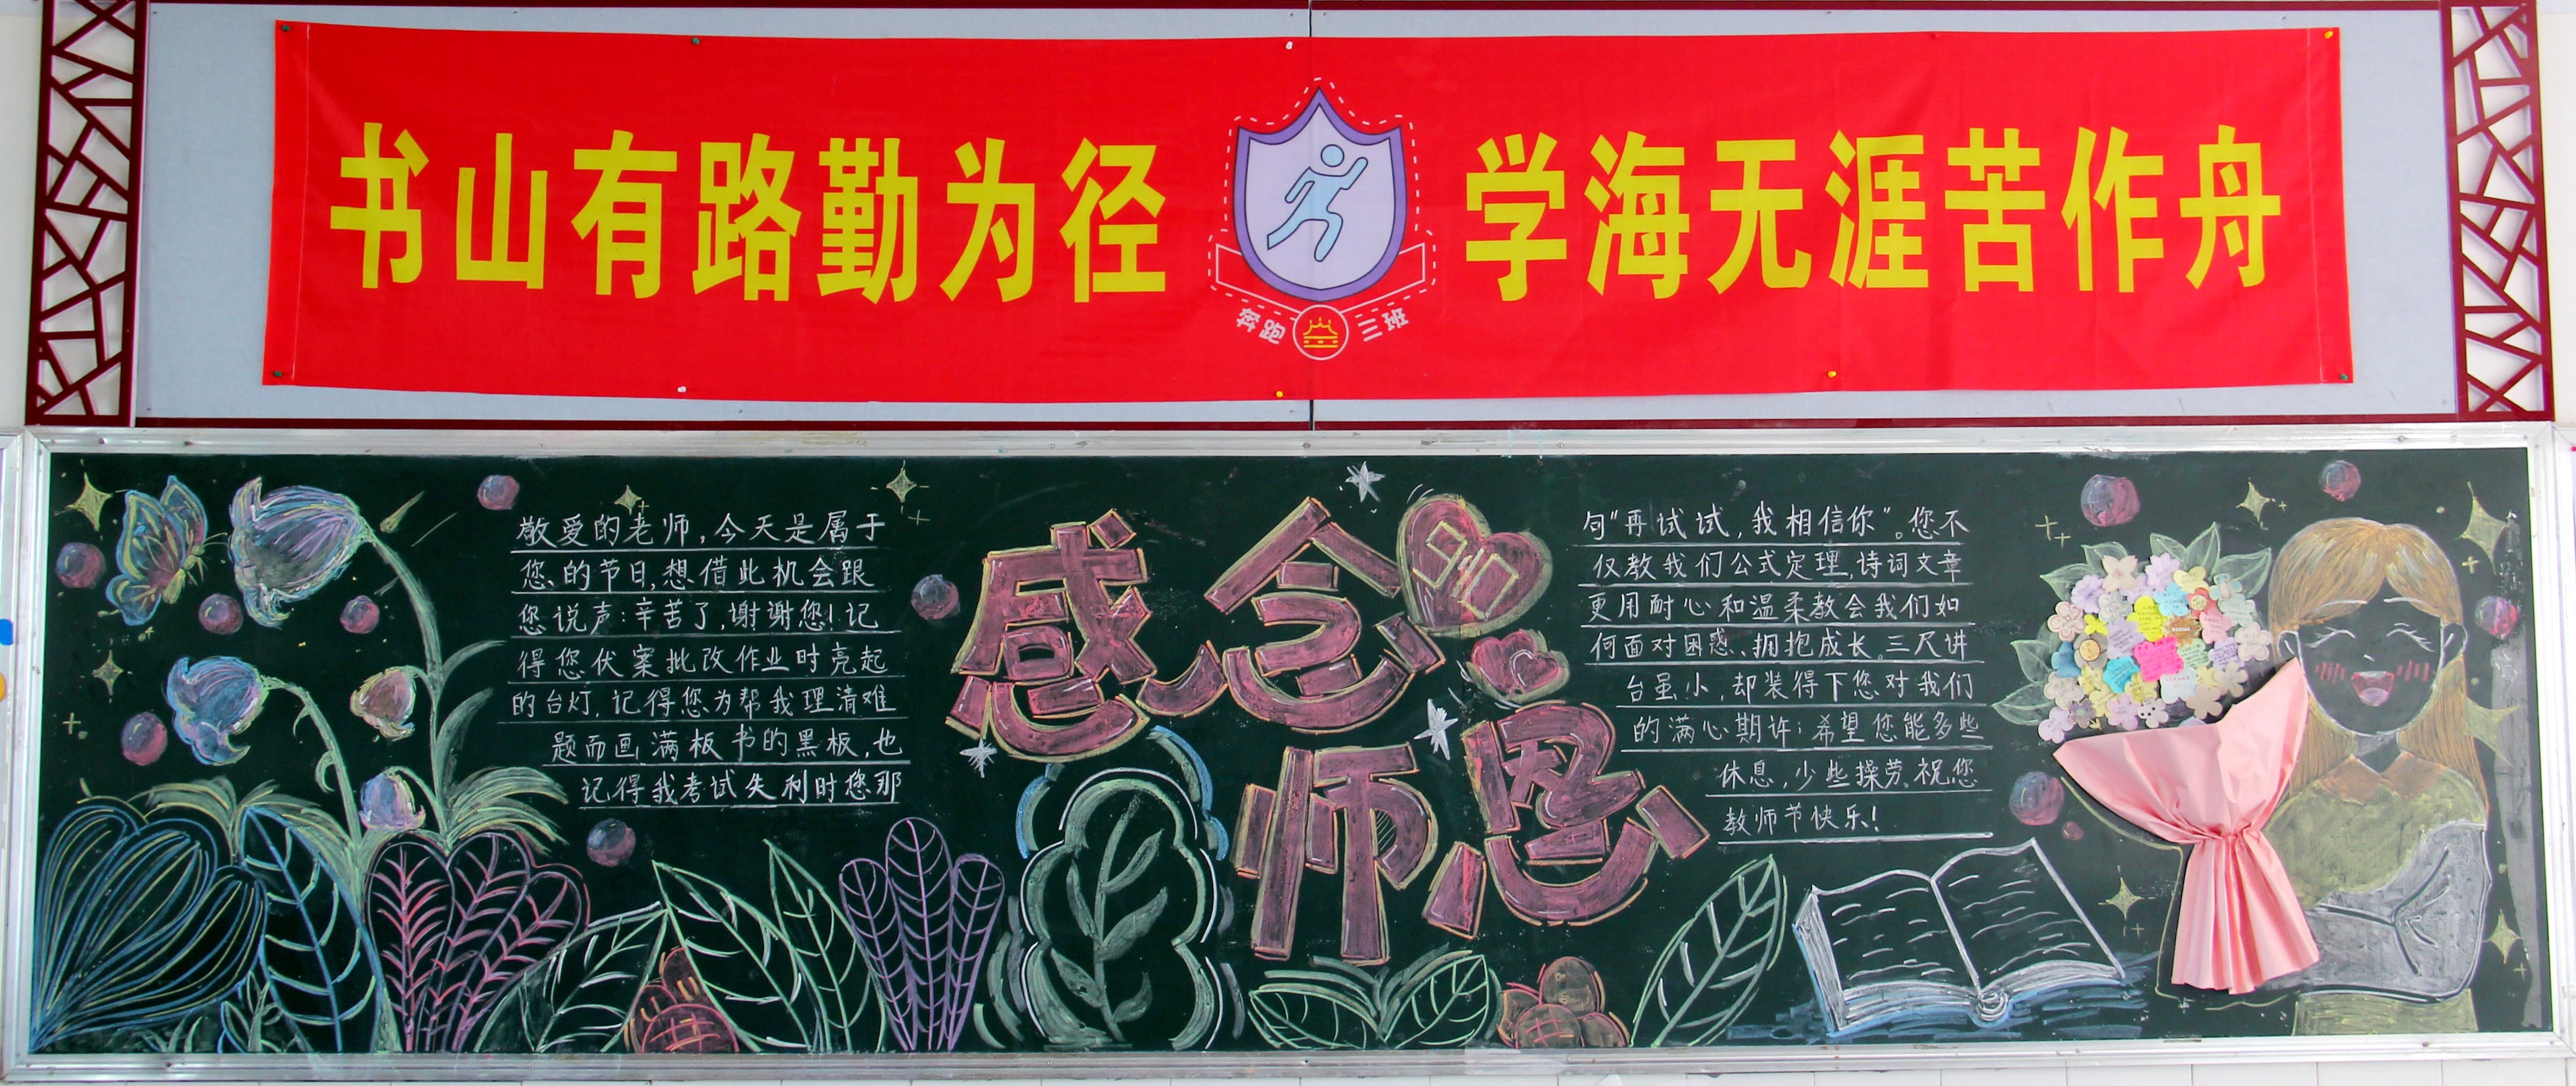 书山有路勤为径
学海无涯苦作舟
奔跑 三班
敬爱的老师，今天是属于
您的节日，想借此机会跟
您说声：辛苦了，谢谢您！记
得您伏案批改作业时亮起
的台灯，记得您为帮我理清难
题而画满板书的黑板，也
记得我考试失利时您那
感念
师恩
句“再试试，我相信你”。您不
仅教我们公式定理，诗词文章
更用耐心和温柔教会我们如
何面对困惑、拥抱成长。三尺讲
台虽小，却装得下您对我们
的满心期许；希望您能多些
休息，少些操劳。祝您
教师节快乐！